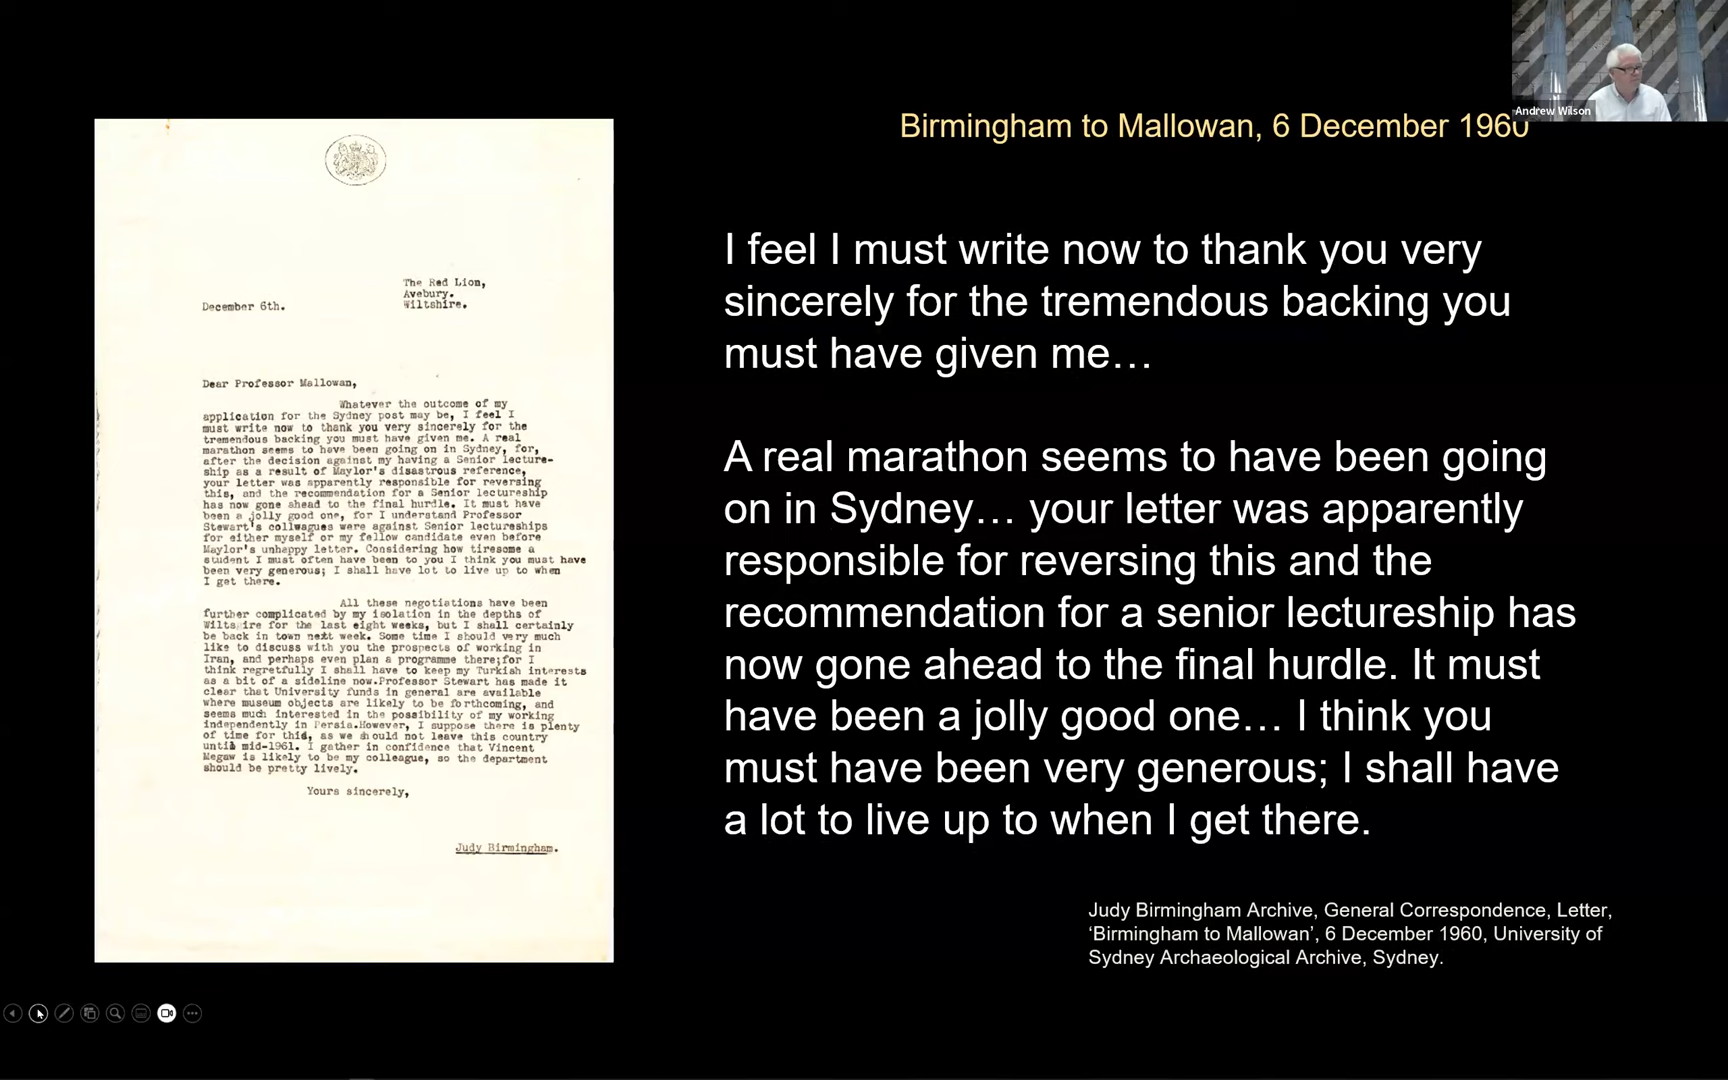 Andrew Wilson
Birmingham to Mallowan, 6 December 1960
The Red Lion,
Avebury.
Wiltshire.
December 6th.
Dear Professor Mallowan,
Whatever the outcome of my
application for the Sydney post may be, I feel I
must write now to thank you very sincerely for the
tremendous backing you must have given me. A real
marathon seems to have been going on in Sydney, for,
after the decision against my having a Senior lecture-
ship as a result of Maylor's disastrous reference,
your letter was apparently responsible for reversing
this, and the recommendation for a Senior lectureship
has now gone ahead to the final hurdle. It must have
been a jolly good one, for I understand Professor
Stewart's collwagues were against Senior lectureships
for either myself or my fellow candidate even before
Maylor's unhappy letter. Considering how tiresome a
student I must often have been to you I think you must have
been very generous; I shall have lot to live up to when
I get there.
All these negotiations have been
further complicated by my isolation in the depths of
Wiltshire for the last eight weeks, but I shall certainly
be back in town next week. Some time I should very much
like to discuss with you the prospects of working in
Iran, and perhaps even plan a programme there;for I
think regretfully I shall have to keep my Turkish interests
as a bit of a sideline now.Professor Stewart has made it
clear that University funds in general are available
where museum objects are likely to be forthcoming, and
seems much interested in the possibility of my working
independently in Persia.However, I suppose there is plenty
of time for this, as we should not leave this country
until mid-1961. I gather in confidence that Vincent
Megaw is likely to be my colleague, so the department
should be pretty lively.
Yours sincerely,
Judy Birmingham.
I feel I must write now to thank you very
sincerely for the tremendous backing you
must have given me…
A real marathon seems to have been going
on in Sydney… your letter was apparently
responsible for reversing this and the
recommendation for a senior lectureship has
now gone ahead to the final hurdle. It must
have been a jolly good one… I think you
must have been very generous; I shall have
a lot to live up to when I get there.
Judy Birmingham Archive, General Correspondence, Letter,
‘Birmingham to Mallowan’, 6 December 1960, University of
Sydney Archaeological Archive, Sydney.